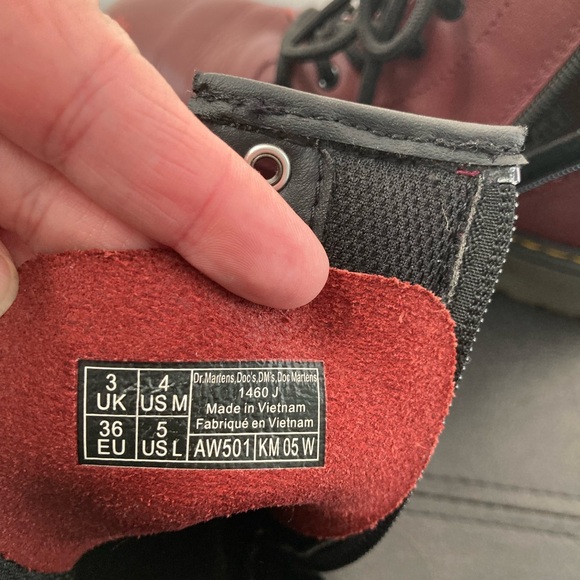 3 UK
4 US M
36 EU
5 US L
Dr.Martens,Doc's,DM's,Doc Martens
1460 J
Made in Vietnam
Fabriqué en Vietnam
AW501
KM 05 W